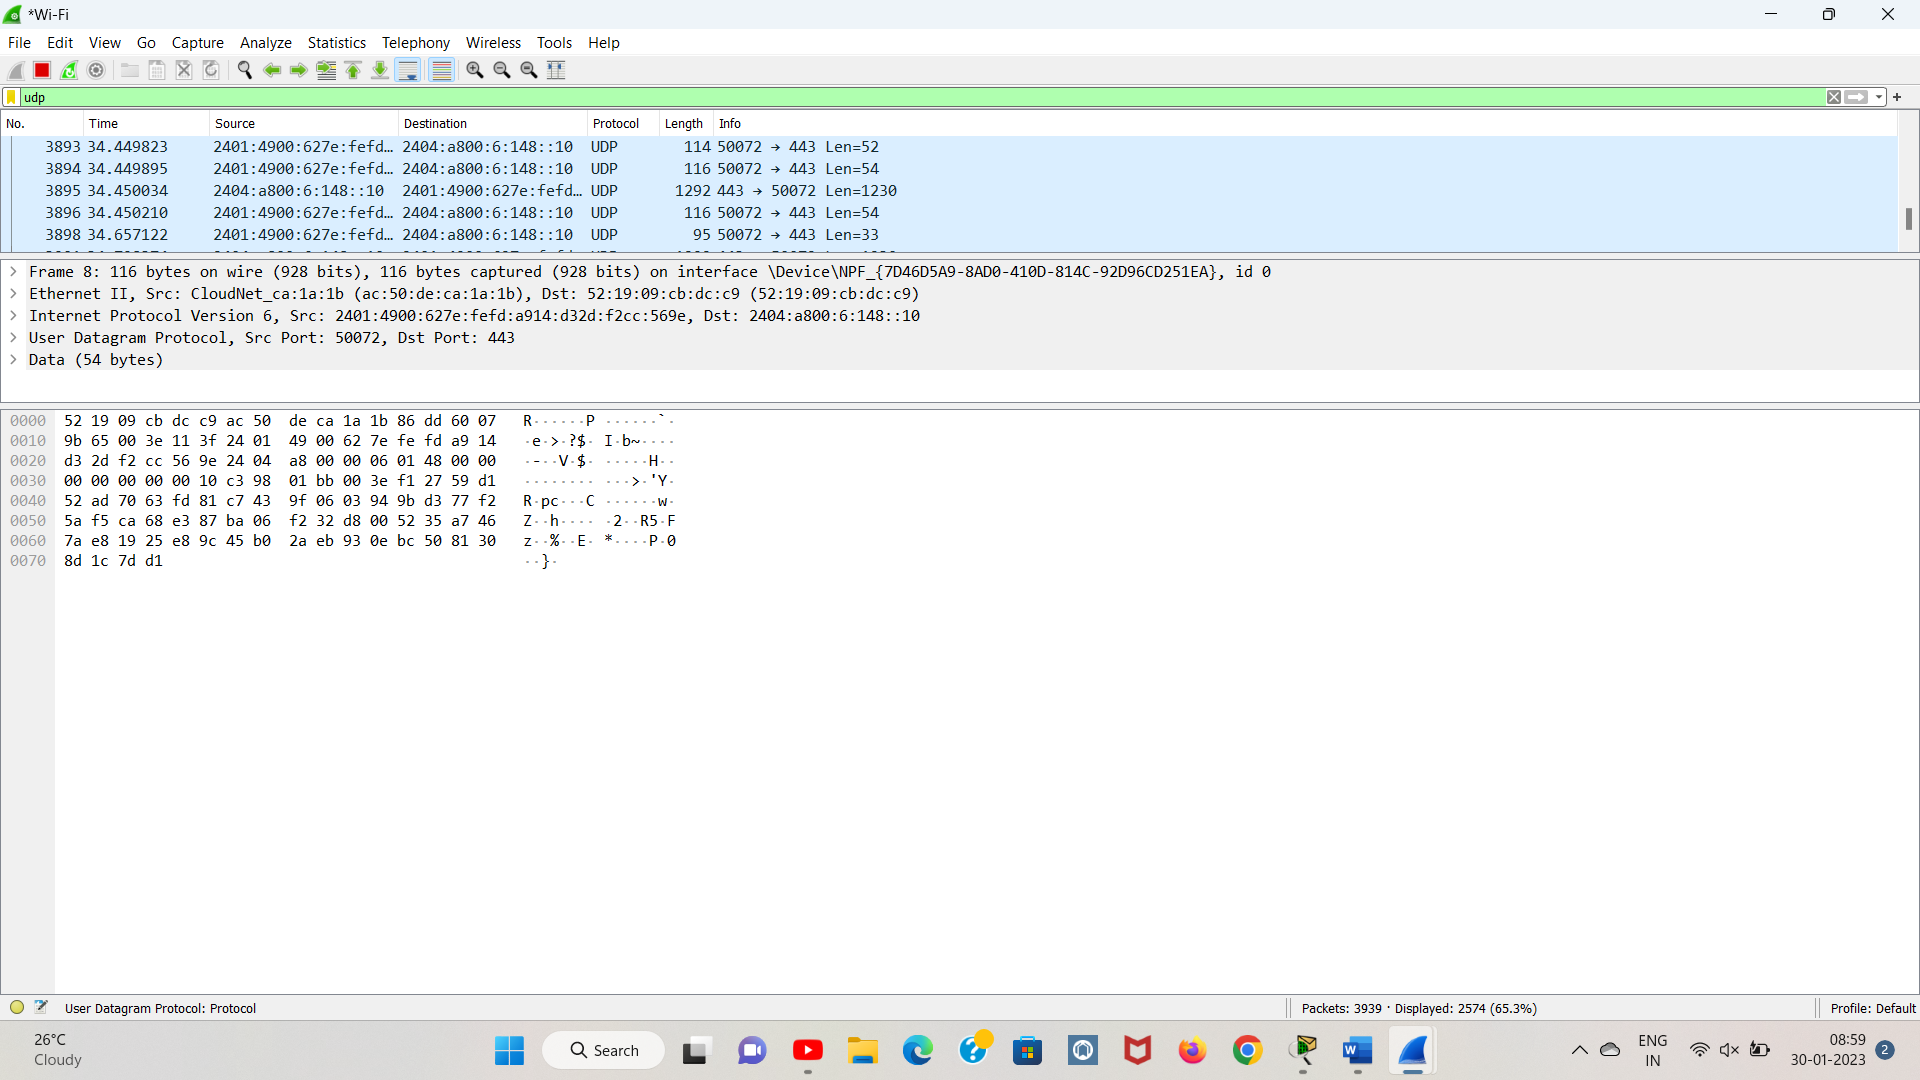 *Wi-Fi
File Edit View Go Capture Analyze Statistics Telephony Wireless Tools Help
udp
No. Time Source Destination Protocol Length Info
3893 34.449823 2401:4900:627e:fefd… 2404:a800:6:148::10 UDP 114 50072 → 443 Len=52
3894 34.449895 2401:4900:627e:fefd… 2404:a800:6:148::10 UDP 116 50072 → 443 Len=54
3895 34.450034 2404:a800:6:148::10 2401:4900:627e:fefd… UDP 1292 443 → 50072 Len=1230
3896 34.450210 2401:4900:627e:fefd… 2404:a800:6:148::10 UDP 116 50072 → 443 Len=54
3898 34.657122 2401:4900:627e:fefd… 2404:a800:6:148::10 UDP 95 50072 → 443 Len=33
Frame 8: 116 bytes on wire (928 bits), 116 bytes captured (928 bits) on interface \Device\NPF_{7D46D5A9-8AD0-410D-814C-92D96CD251EA}, id 0
Ethernet II, Src: CloudNet_ca:1a:1b (ac:50:de:ca:1a:1b), Dst: 52:19:09:cb:dc:c9 (52:19:09:cb:dc:c9)
Internet Protocol Version 6, Src: 2401:4900:627e:fefd:a914:d32d:f2cc:569e, Dst: 2404:a800:6:148::10
User Datagram Protocol, Src Port: 50072, Dst Port: 443
Data (54 bytes)
0000 52 19 09 cb dc c9 ac 50 de ca 1a 1b 86 dd 60 07 R······P ······`·
0010 9b 65 00 3e 11 3f 24 01 49 00 62 7e fe fd a9 14 ·e·>·?$· I·b~····
0020 d3 2d f2 cc 56 9e 24 04 a8 00 00 06 01 48 00 00 ·-··V·$· ·····H··
0030 00 00 00 00 00 10 c3 98 01 bb 00 3e f1 27 59 d1 ········ ···>·'Y·
0040 52 ad 70 63 fd 81 c7 43 9f 06 03 94 9b d3 77 f2 R·pc···C ······w·
0050 5a f5 ca 68 e3 87 ba 06 f2 32 d8 00 52 35 a7 46 Z··h···· ·2··R5·F
0060 7a e8 19 25 e8 9c 45 b0 2a eb 93 0e bc 50 81 30 z··%··E· *····P·0
0070 8d 1c 7d d1 ··}·
User Datagram Protocol: Protocol Packets: 3939 · Displayed: 2574 (65.3%) Profile: Default
26°C
Cloudy
Search
ENG
IN
08:59
30-01-2023
2